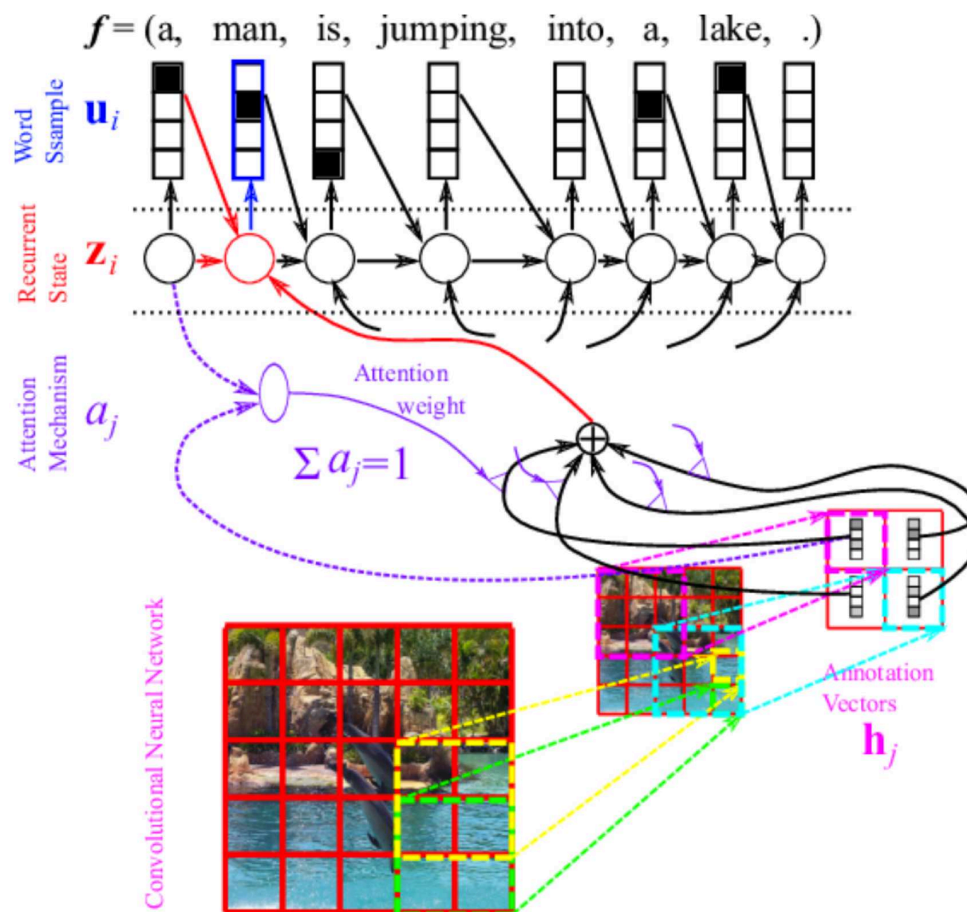 f = (a, man, is, jumping, into, a, lake, .)
Word
Ssample
u_i
Recurrent
State
z_i
Attention
Mechanism
a_j
Attention
weight
Σ a_j=1
Convolutional Neural Network
Annotation
Vectors
h_j